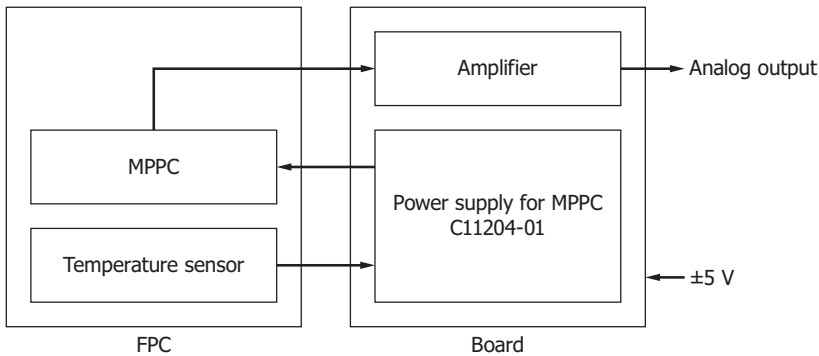 Amplifier
Analog output
MPPC
Power supply for MPPC
C11204-01
Temperature sensor
±5 V
FPC
Board